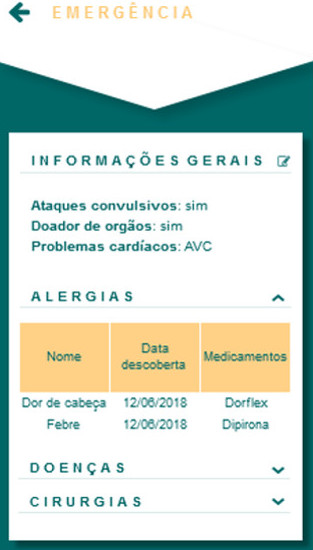 EMERGÊNCIA
INFORMAÇÕES GERAIS
Ataques convulsivos: sim
Doador de orgãos: sim
Problemas cardíacos: AVC
ALERGIAS
Nome Data descoberta Medicamentos
Dor de cabeça 12/06/2018 Dorflex
Febre 12/06/2018 Dipirona
DOENÇAS
CIRURGIAS